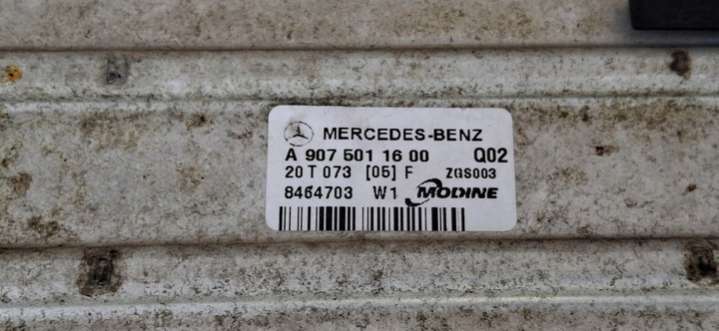 MERCEDES-BENZ
A 907 501 16 00 Q02
20 T 073 [05] F ZGS003
8464703 W1 MODINE